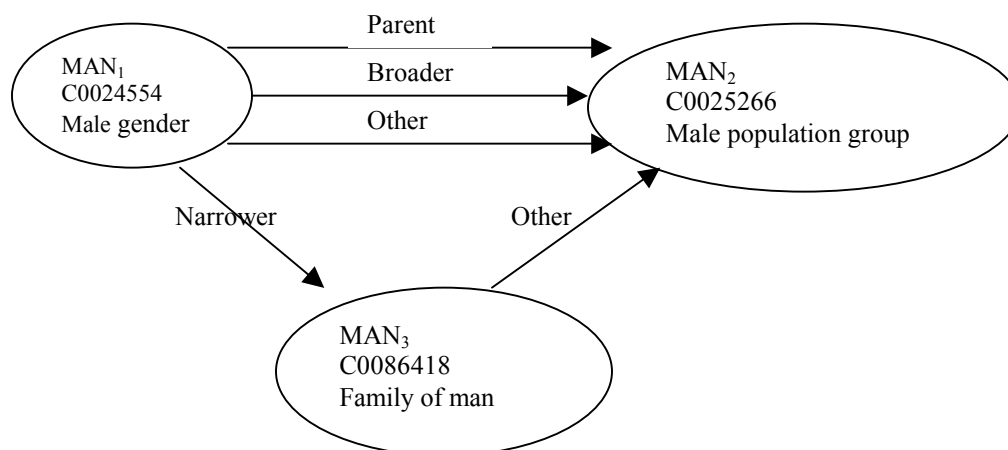 Parent
MAN₁
C0024554
Male gender
Broader
Other
MAN₂
C0025266
Male population group
Narrower
Other
MAN₃
C0086418
Family of man